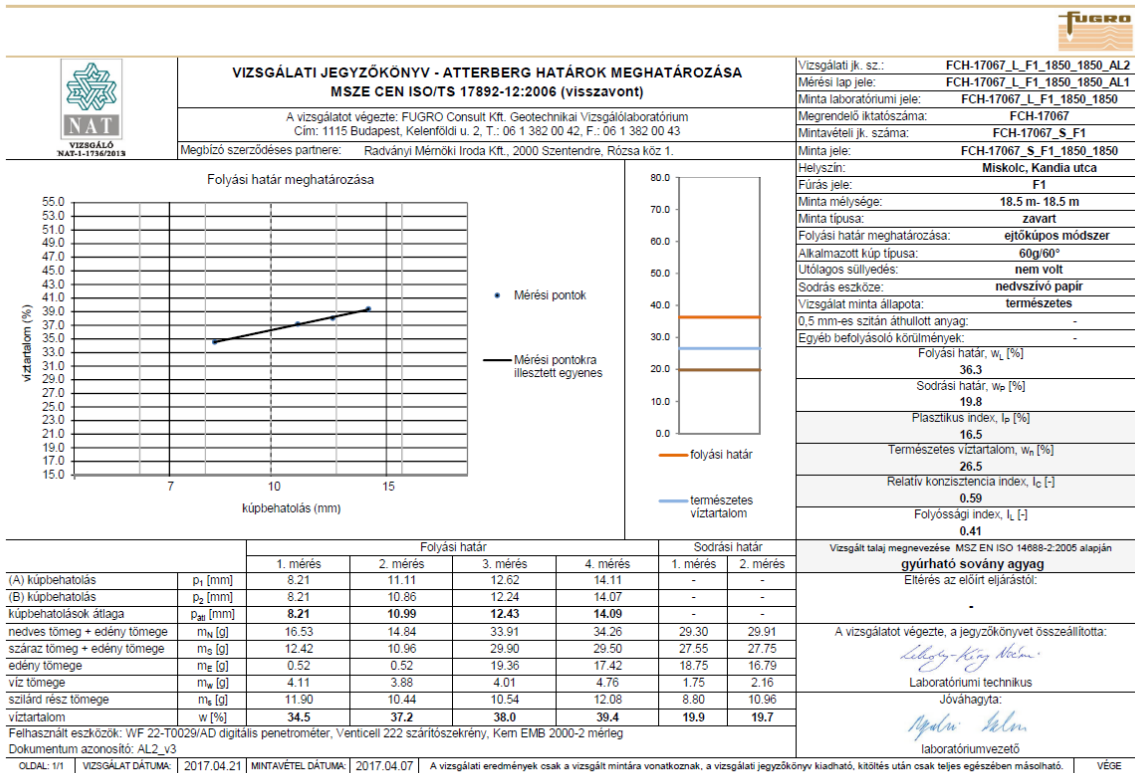 FUGRO
NAT
VIZSGÁLÓ
NAT-1-1736/2013
VIZSGÁLATI JEGYZŐKÖNYV - ATTERBERG HATÁROK MEGHATÁROZÁSA
MSZE CEN ISO/TS 17892-12:2006 (visszavont)
A vizsgálatot végezte: FUGRO Consult Kft. Geotechnikai Vizsgálólaboratórium
Cím: 1115 Budapest, Kelenföldi u. 2, T.: 06 1 382 00 42, F.: 06 1 382 00 43
Megbízó szerződéses partnere: Radványi Mérnöki Iroda Kft., 2000 Szentendre, Rózsa köz 1.
Vizsgálati jk. sz.: FCH-17067_L_F1_1850_1850_AL2
Mérési lap jele: FCH-17067_L_F1_1850_1850_AL1
Minta laboratóriumi jele: FCH-17067_L_F1_1850_1850
Megrendelő iktatószáma: FCH-17067
Mintavételi jk. száma: FCH-17067_S_F1
Minta jele: FCH-17067_S_F1_1850_1850
Helyszín: Miskolc, Kandia utca
Fúrás jele: F1
Minta mélysége: 18.5 m- 18.5 m
Minta típusa: zavart
Folyási határ meghatározása: ejtőkúpos módszer
Alkalmazott kúp típusa: 60g/60°
Utólagos süllyedés: nem volt
Sodrás eszköze: nedvszívó papír
Vizsgálat minta állapota: természetes
0,5 mm-es szitán áthullott anyag: -
Egyéb befolyásoló körülmények: -
Folyási határ, wL [%]
36.3
Sodrási határ, wP [%]
19.8
Plasztikus index, IP [%]
16.5
Természetes víztartalom, wn [%]
26.5
Relatív konzisztencia index, IC [-]
0.59
Folyóssági index, IL [-]
0.41
Folyási határ meghatározása
víztartalom (%)
55.0
53.0
51.0
49.0
47.0
45.0
43.0
41.0
39.0
37.0
35.0
33.0
31.0
29.0
27.0
25.0
23.0
21.0
19.0
17.0
15.0
7 10 15
kúpbehatolás (mm)
Mérési pontok
Mérési pontokra
illesztett egyenes
80.0
70.0
60.0
50.0
40.0
30.0
20.0
10.0
0.0
folyási határ
természetes
víztartalom
Folyási határ Sodrási határ
1. mérés 2. mérés 3. mérés 4. mérés 1. mérés 2. mérés
(A) kúpbehatolás p1 [mm] 8.21 11.11 12.62 14.11 - -
(B) kúpbehatolás p2 [mm] 8.21 10.86 12.24 14.07 - -
kúpbehatolások átlaga pátl [mm] 8.21 10.99 12.43 14.09 - -
nedves tömeg + edény tömege mN [g] 16.53 14.84 33.91 34.26 29.30 29.91
száraz tömeg + edény tömege mS [g] 12.42 10.96 29.90 29.50 27.55 27.75
edény tömege mE [g] 0.52 0.52 19.36 17.42 18.75 16.79
víz tömege mw [g] 4.11 3.88 4.01 4.76 1.75 2.16
szilárd rész tömege ms [g] 11.90 10.44 10.54 12.08 8.80 10.96
víztartalom w [%] 34.5 37.2 38.0 39.4 19.9 19.7
Vizsgált talaj megnevezése MSZ EN ISO 14688-2:2005 alapján
gyúrható sovány agyag
Eltérés az előírt eljárástól:
-
A vizsgálatot végezte, a jegyzőkönyvet összeállította:
Laboratóriumi technikus
Jóváhagyta:
laboratóriumvezető
Felhasznált eszközök: WF 22-T0029/AD digitális penetrométer, Venticell 222 szárítószekrény, Kern EMB 2000-2 mérleg
Dokumentum azonosító: AL2_v3
OLDAL: 1/1 VIZSGÁLAT DÁTUMA: 2017.04.21 MINTAVÉTEL DÁTUMA: 2017.04.07 A vizsgálati eredmények csak a vizsgált mintára vonatkoznak, a vizsgálati jegyzőkönyv kiadható, kitöltés után csak teljes egészében másolható. VÉGE